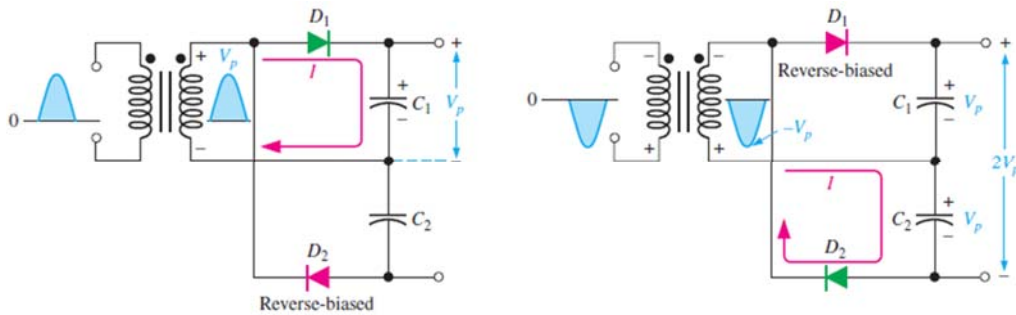 D1
+
Vp
I
+
C1
Vp
−
+
Vp
0
−
−
C2
D2
Reverse-biased
D1
−
−
Reverse-biased
+
0
+
C1
Vp
−
−Vp
+
+
2Vp
I
+
C2
Vp
−
D2
−